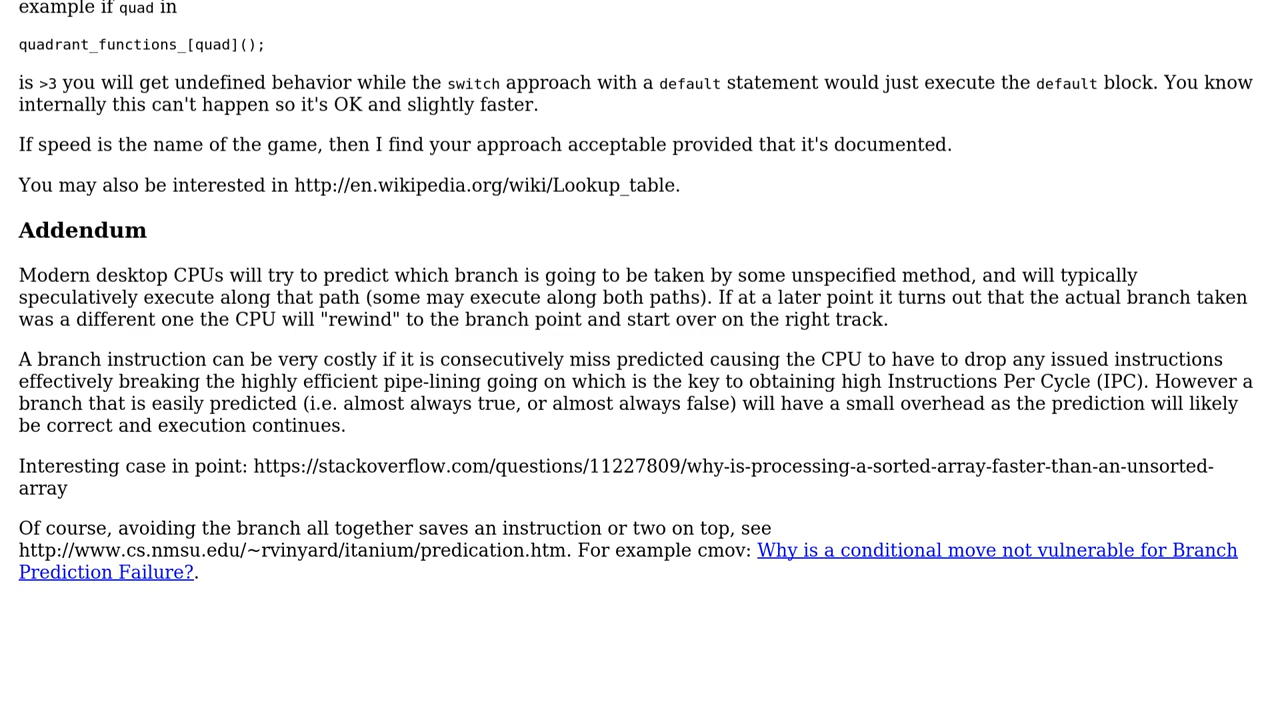 example if quad in
quadrant_functions_[quad]();
is >3 you will get undefined behavior while the switch approach with a default statement would just execute the default block. You know
internally this can't happen so it's OK and slightly faster.
If speed is the name of the game, then I find your approach acceptable provided that it's documented.
You may also be interested in http://en.wikipedia.org/wiki/Lookup_table.
Addendum
Modern desktop CPUs will try to predict which branch is going to be taken by some unspecified method, and will typically
speculatively execute along that path (some may execute along both paths). If at a later point it turns out that the actual branch taken
was a different one the CPU will "rewind" to the branch point and start over on the right track.
A branch instruction can be very costly if it is consecutively miss predicted causing the CPU to have to drop any issued instructions
effectively breaking the highly efficient pipe-lining going on which is the key to obtaining high Instructions Per Cycle (IPC). However a
branch that is easily predicted (i.e. almost always true, or almost always false) will have a small overhead as the prediction will likely
be correct and execution continues.
Interesting case in point: https://stackoverflow.com/questions/11227809/why-is-processing-a-sorted-array-faster-than-an-unsorted-
array
Of course, avoiding the branch all together saves an instruction or two on top, see
http://www.cs.nmsu.edu/~rvinyard/itanium/predication.htm. For example cmov: Why is a conditional move not vulnerable for Branch
Prediction Failure?.